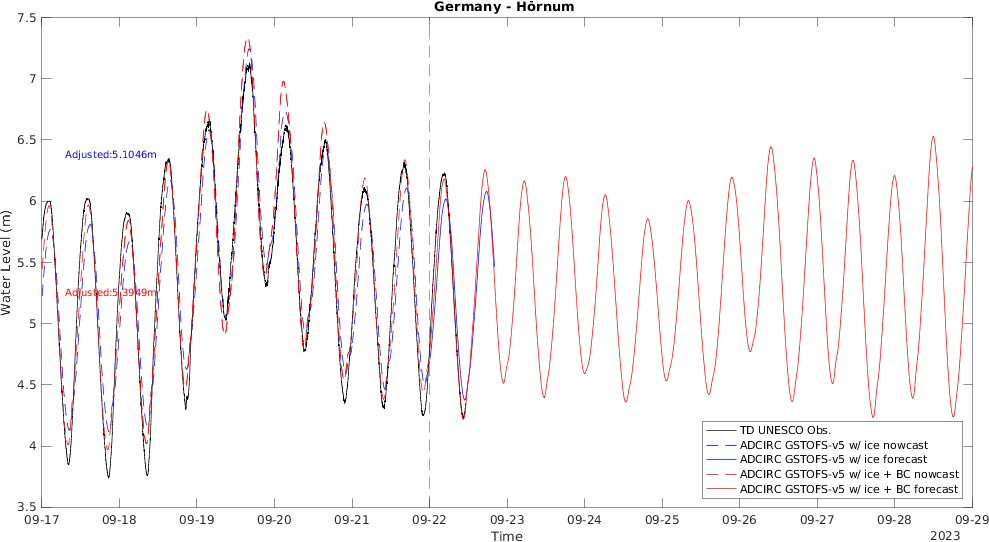 Germany - Hörnum
7.5
7
6.5
6
5.5
5
4.5
4
3.5
Water Level (m)
Adjusted:5.1046m
Adjusted:5.3949m
TD UNESCO Obs.
ADCIRC GSTOFS-v5 w/ ice nowcast
ADCIRC GSTOFS-v5 w/ ice forecast
ADCIRC GSTOFS-v5 w/ ice + BC nowcast
ADCIRC GSTOFS-v5 w/ ice + BC forecast
09-17 09-18 09-19 09-20 09-21 09-22 09-23 09-24 09-25 09-26 09-27 09-28 09-29
Time
2023